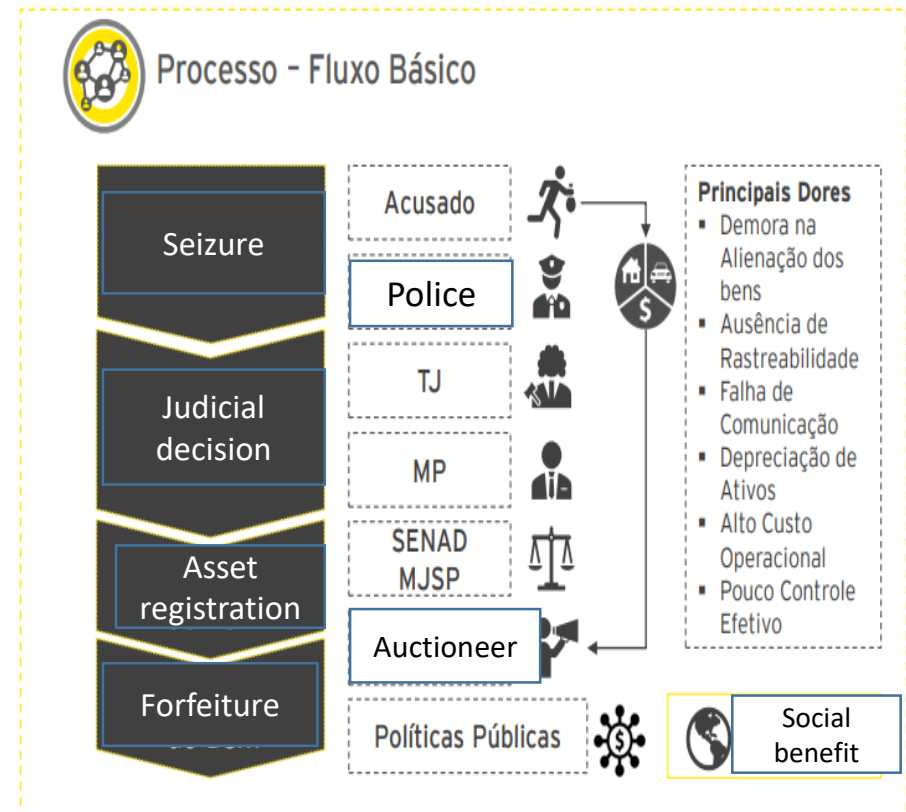 Processo - Fluxo Básico
Seizure
Judicial
decision
Asset
registration
Forfeiture
Acusado
Police
TJ
MP
SENAD
MJSP
Auctioneer
Políticas Públicas
$
$
Principais Dores
▪ Demora na
Alienação dos
bens
▪ Ausência de
Rastreabilidade
▪ Falha de
Comunicação
▪ Depreciação de
Ativos
▪ Alto Custo
Operacional
▪ Pouco Controle
Efetivo
Social
benefit